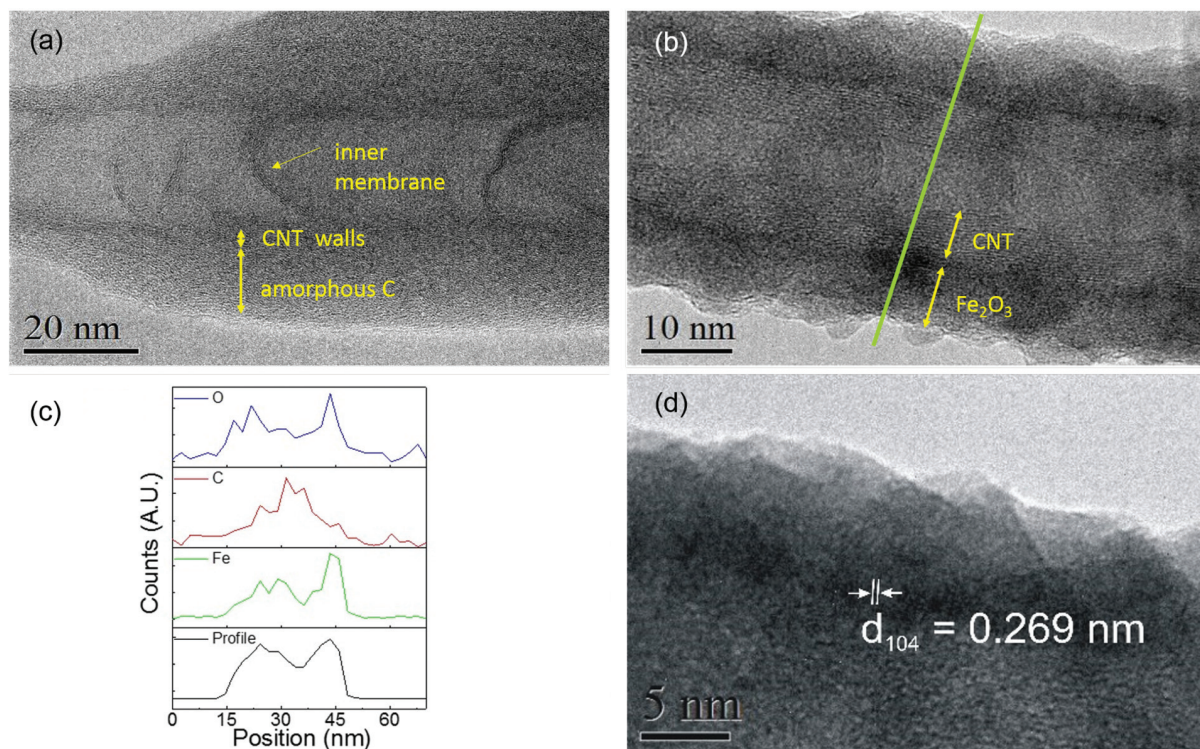 (a)
inner
membrane
CNT walls
amorphous C
20 nm
(b)
CNT
Fe₂O₃
10 nm
(c)
O
C
Fe
Profile
Counts (A.U.)
0 15 30 45 60
Position (nm)
(d)
d₁₀₄ = 0.269 nm
5 nm